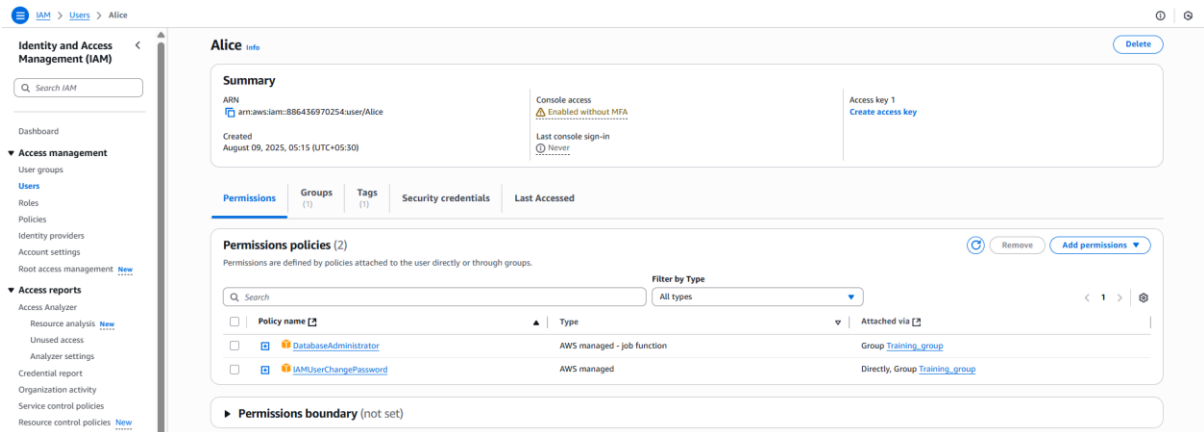 IAM > Users > Alice
Identity and Access Management (IAM)
Search IAM
Dashboard
Access management
User groups
Users
Roles
Policies
Identity providers
Account settings
Root access management New
Access reports
Access Analyzer
Resource analysis New
Unused access
Analyzer settings
Credential report
Organization activity
Service control policies
Resource control policies New
Alice Info
Delete
Summary
ARN
arn:aws:iam::886436970254:user/Alice
Console access
Enabled without MFA
Access key 1
Create access key
Created
August 09, 2025, 05:15 (UTC+05:30)
Last console sign-in
Never
Permissions
Groups (1)
Tags (1)
Security credentials
Last Accessed
Permissions policies (2)
Remove
Add permissions
Permissions are defined by policies attached to the user directly or through groups.
Filter by Type
Search
All types
1
Policy name Type Attached via
DatabaseAdministrator AWS managed - job function Group Training_group
IAMUserChangePassword AWS managed Directly, Group Training_group
Permissions boundary (not set)